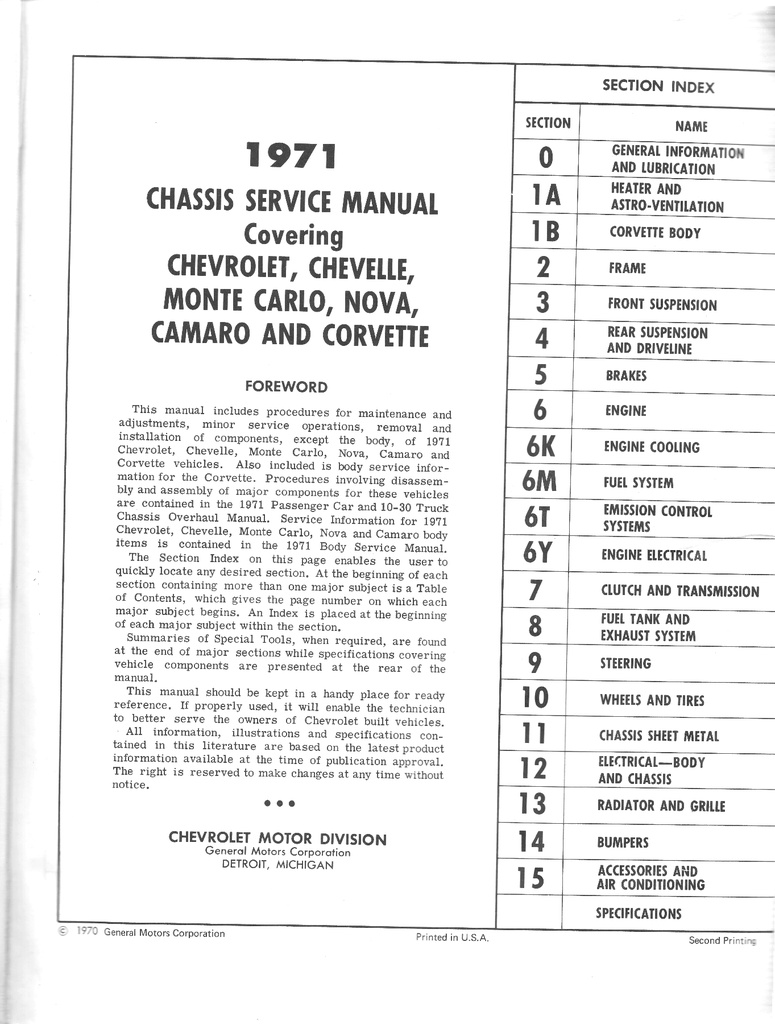 1971
CHASSIS SERVICE MANUAL
Covering
CHEVROLET, CHEVELLE,
MONTE CARLO, NOVA,
CAMARO AND CORVETTE
FOREWORD
This manual includes procedures for maintenance and
adjustments, minor service operations, removal and
installation of components, except the body, of 1971
Chevrolet, Chevelle, Monte Carlo, Nova, Camaro and
Corvette vehicles. Also included is body service infor-
mation for the Corvette. Procedures involving disassem-
bly and assembly of major components for these vehicles
are contained in the 1971 Passenger Car and 10-30 Truck
Chassis Overhaul Manual. Service Information for 1971
Chevrolet, Chevelle, Monte Carlo, Nova and Camaro body
items is contained in the 1971 Body Service Manual.
The Section Index on this page enables the user to
quickly locate any desired section. At the beginning of each
section containing more than one major subject is a Table
of Contents, which gives the page number on which each
major subject begins. An Index is placed at the beginning
of each major subject within the section.
Summaries of Special Tools, when required, are found
at the end of major sections while specifications covering
vehicle components are presented at the rear of the
manual.
This manual should be kept in a handy place for ready
reference. If properly used, it will enable the technician
to better serve the owners of Chevrolet built vehicles.
All information, illustrations and specifications con-
tained in this literature are based on the latest product
information available at the time of publication approval.
The right is reserved to make changes at any time without
notice.
● ● ●
CHEVROLET MOTOR DIVISION
General Motors Corporation
DETROIT, MICHIGAN
SECTION INDEX
SECTION NAME
0 GENERAL INFORMATION
AND LUBRICATION
1A HEATER AND
ASTRO-VENTILATION
1B CORVETTE BODY
2 FRAME
3 FRONT SUSPENSION
4 REAR SUSPENSION
AND DRIVELINE
5 BRAKES
6 ENGINE
6K ENGINE COOLING
6M FUEL SYSTEM
6T EMISSION CONTROL
SYSTEMS
6Y ENGINE ELECTRICAL
7 CLUTCH AND TRANSMISSION
8 FUEL TANK AND
EXHAUST SYSTEM
9 STEERING
10 WHEELS AND TIRES
11 CHASSIS SHEET METAL
12 ELECTRICAL—BODY
AND CHASSIS
13 RADIATOR AND GRILLE
14 BUMPERS
15 ACCESSORIES AND
AIR CONDITIONING
SPECIFICATIONS
© 1970 General Motors Corporation
Printed in U.S.A.
Second Printing